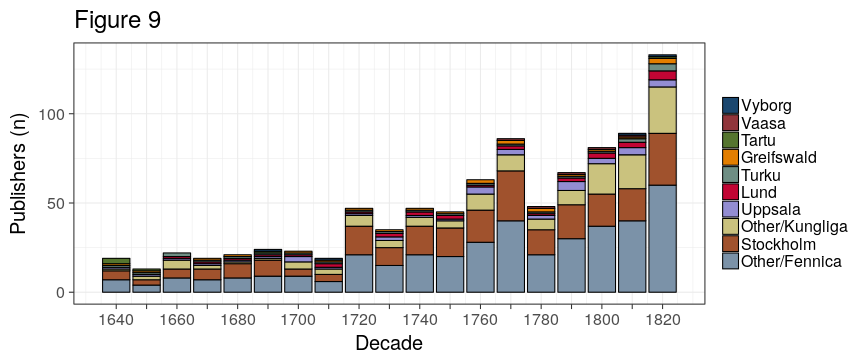 Figure 9
Publishers (n)
100
50
0
1640 1660 1680 1700 1720 1740 1760 1780 1800 1820
Decade
Vyborg
Vaasa
Tartu
Greifswald
Turku
Lund
Uppsala
Other/Kungliga
Stockholm
Other/Fennica